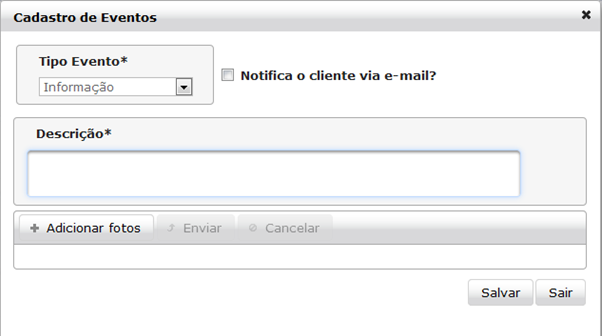 Cadastro de Eventos
Tipo Evento*
Informação
Notifica o cliente via e-mail?
Descrição*
Adicionar fotos Enviar Cancelar
Salvar Sair